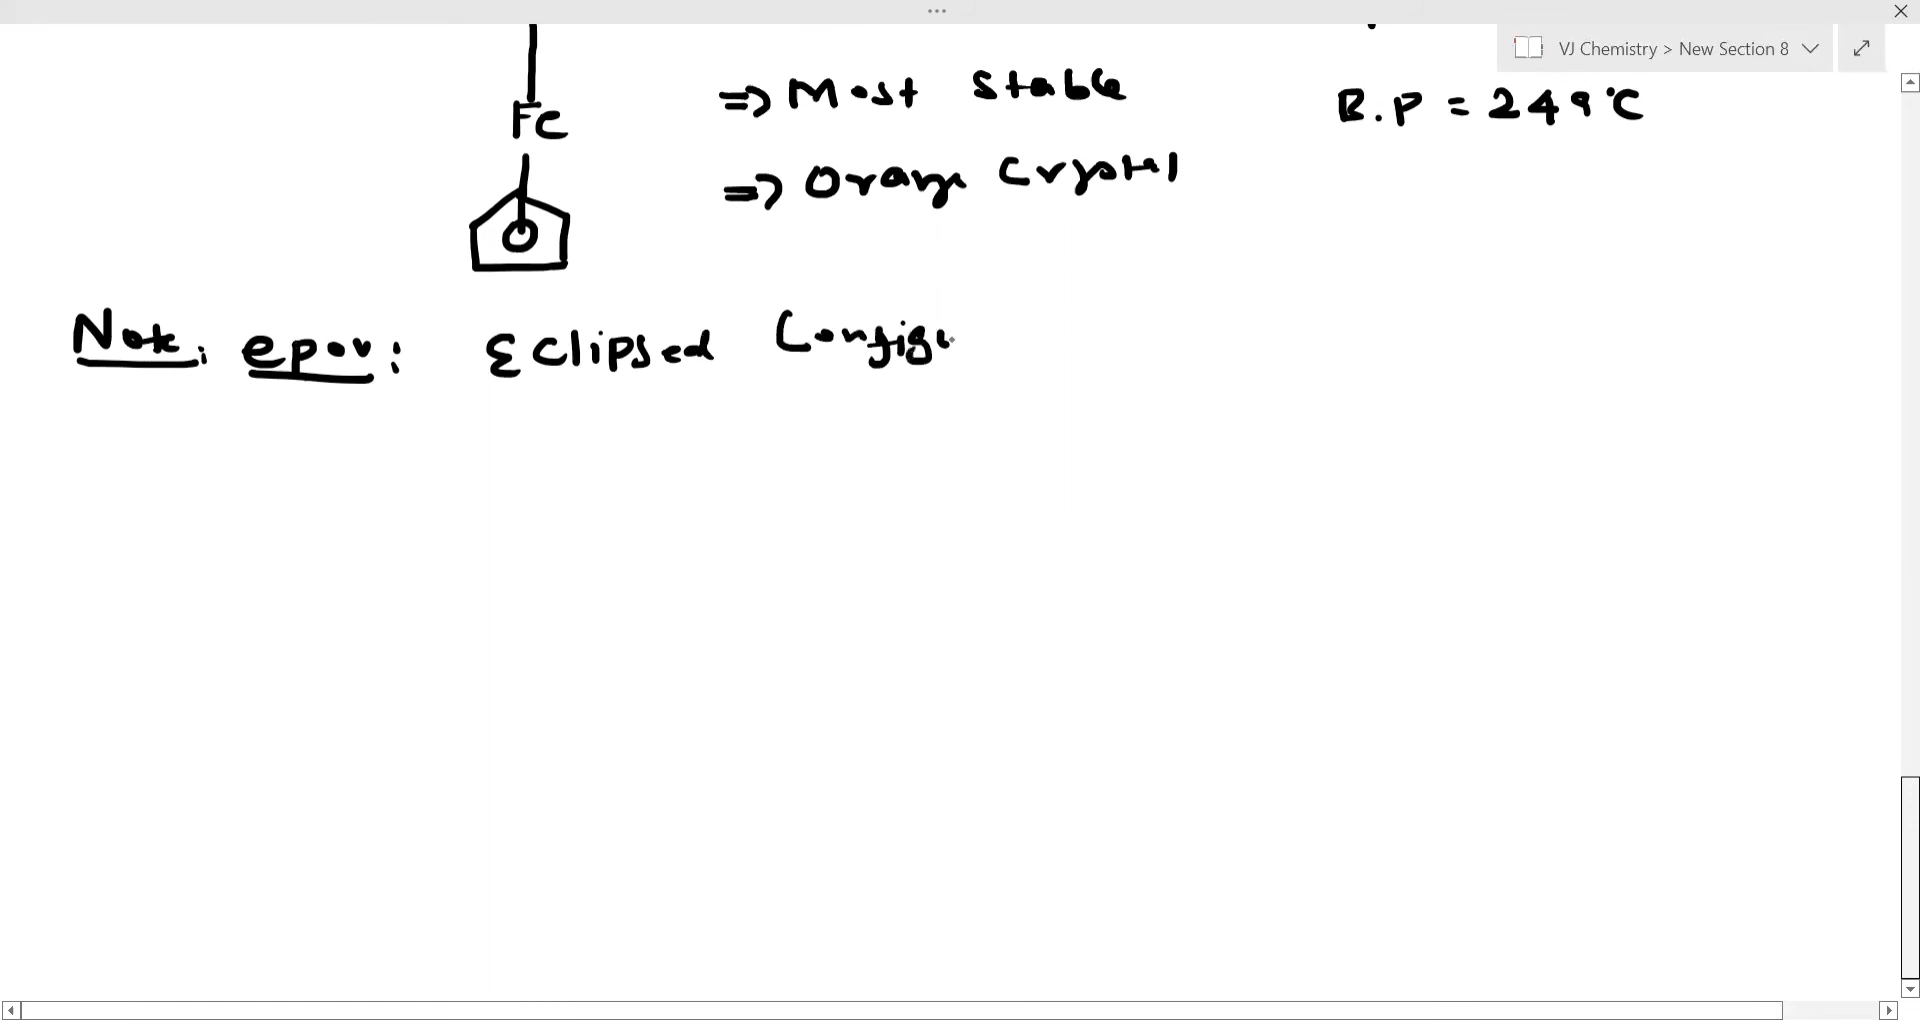 VJ Chemistry > New Section 8
Fe
=> Most Stable
B.P = 249°C
=> Orange Crystal
Note: epov: Eclipsed Configu